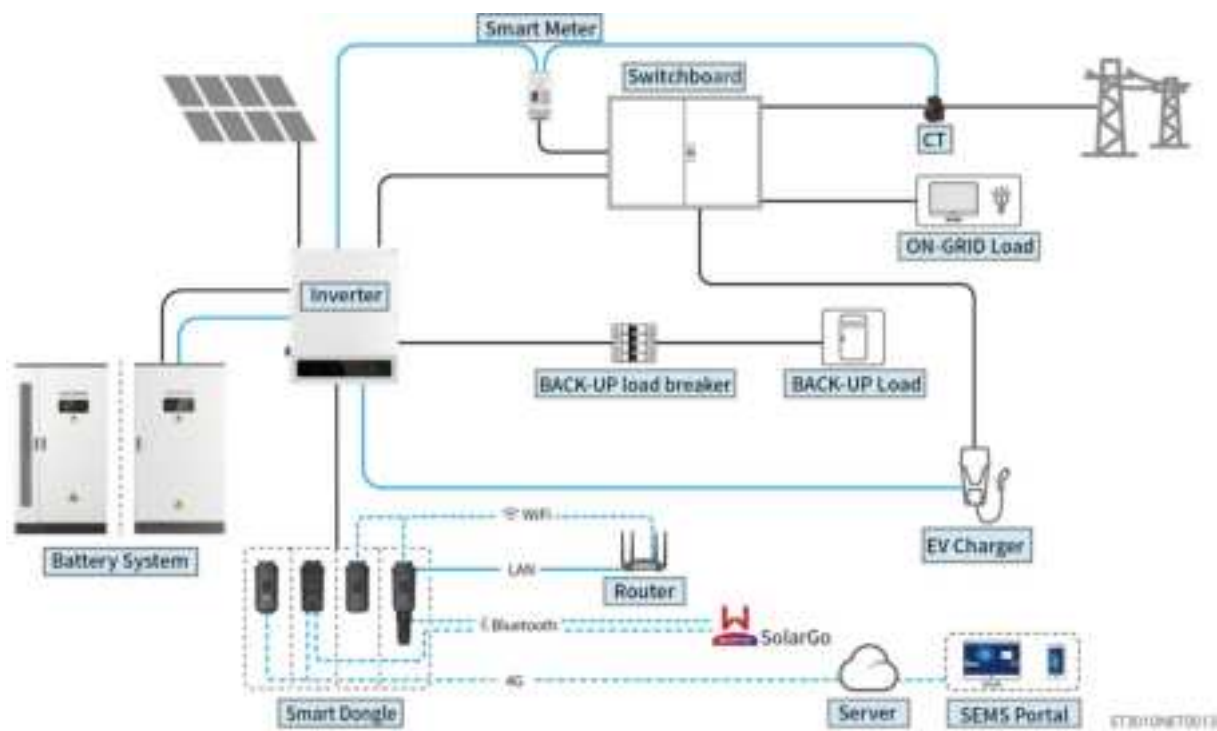 Smart Meter
Switchboard
CT
ON-GRID Load
Inverter
BACK-UP load breaker
BACK-UP Load
WiFi
EV Charger
Battery System
LAN
Router
Bluetooth
SolarGo
4G
Smart Dongle
Server
SEMS Portal